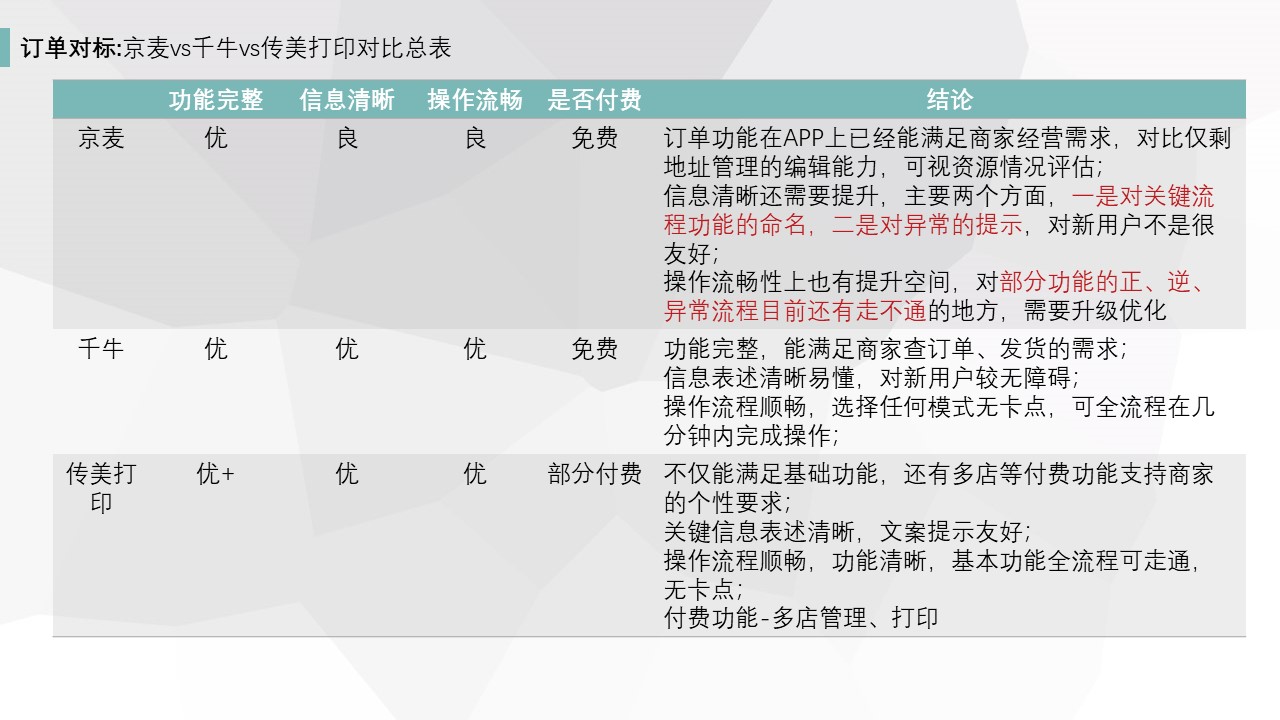 订单对标:京麦vs千牛vs传美打印对比总表
功能完整 信息清晰 操作流畅 是否付费 结论
京麦 优 良 良 免费 订单功能在APP上已经能满足商家经营需求，对比仅剩
地址管理的编辑能力，可视资源情况评估；
信息清晰还需要提升，主要两个方面，一是对关键流
程功能的命名，二是对异常的提示，对新用户不是很
友好；
操作流畅性上也有提升空间，对部分功能的正、逆、
异常流程目前还有走不通的地方，需要升级优化
千牛 优 优 优 免费 功能完整，能满足商家查订单、发货的需求；
信息表述清晰易懂，对新用户较无障碍；
操作流程顺畅，选择任何模式无卡点，可全流程在几
分钟内完成操作；
传美打 优+ 优 优 部分付费 不仅能满足基础功能，还有多店等付费功能支持商家
印 的个性要求；
关键信息表述清晰，文案提示友好；
操作流程顺畅，功能清晰，基本功能全流程可走通，
无卡点；
付费功能-多店管理、打印